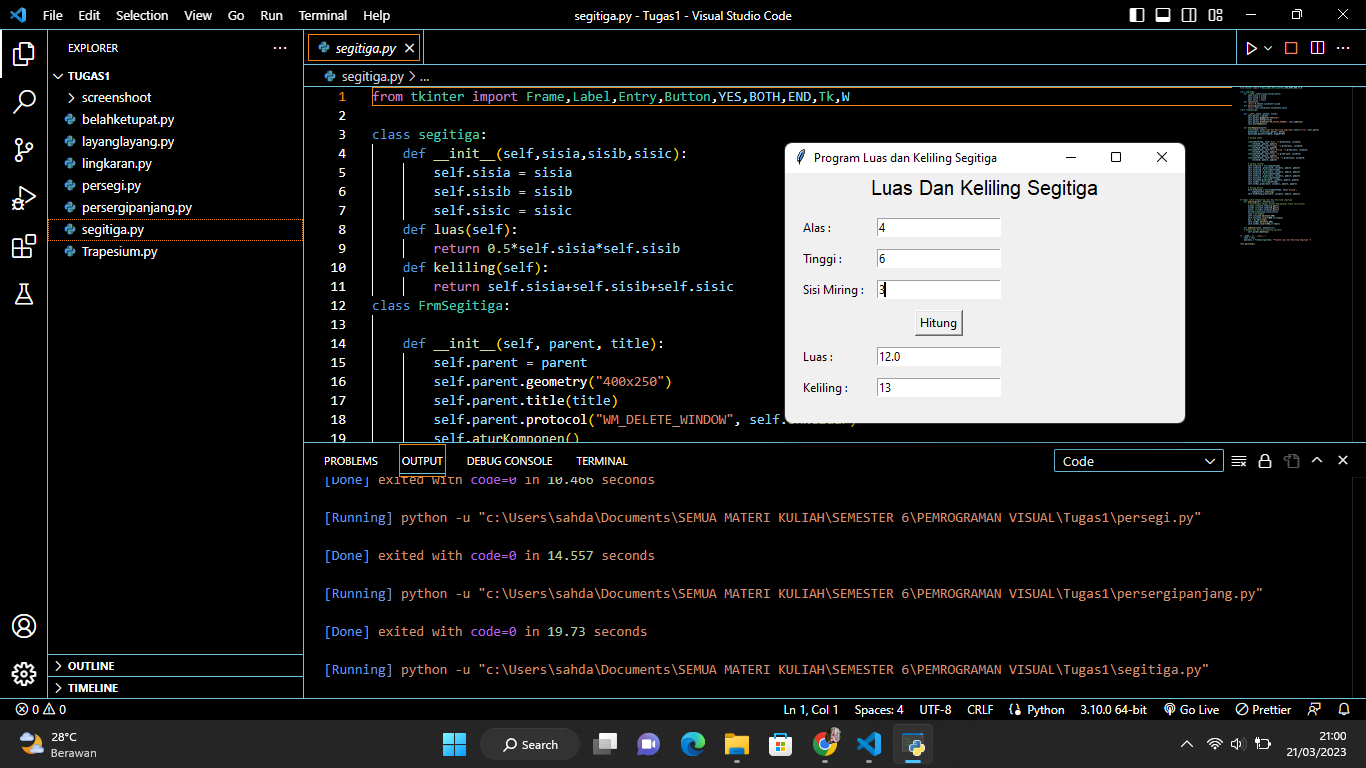 File Edit Selection View Go Run Terminal Help
segitiga.py - Tugas1 - Visual Studio Code
EXPLORER
TUGAS1
screenshoot
belahketupat.py
layanglayang.py
lingkaran.py
persegi.py
persergipanjang.py
segitiga.py
Trapesium.py
OUTLINE
TIMELINE
segitiga.py
segitiga.py > ...
1 from tkinter import Frame,Label,Entry,Button,YES,BOTH,END,Tk,W
2
3 class segitiga:
4 def __init__(self,sisia,sisib,sisic):
5 self.sisia = sisia
6 self.sisib = sisib
7 self.sisic = sisic
8 def luas(self):
9 return 0.5*self.sisia*self.sisib
10 def keliling(self):
11 return self.sisia+self.sisib+self.sisic
12 class FrmSegitiga:
13
14 def __init__(self, parent, title):
15 self.parent = parent
16 self.parent.geometry("400x250")
17 self.parent.title(title)
18 self.parent.protocol("WM_DELETE_WINDOW", self.
19 self.aturKomponen()
Program Luas dan Keliling Segitiga
Luas Dan Keliling Segitiga
Alas : 4
Tinggi : 6
Sisi Miring : 3
Hitung
Luas : 12.0
Keliling : 13
PROBLEMS OUTPUT DEBUG CONSOLE TERMINAL
Code
[Done] exited with code=0 in 10.466 seconds
[Running] python -u "c:\Users\sahda\Documents\SEMUA MATERI KULIAH\SEMESTER 6\PEMROGRAMAN VISUAL\Tugas1\persegi.py"
[Done] exited with code=0 in 14.557 seconds
[Running] python -u "c:\Users\sahda\Documents\SEMUA MATERI KULIAH\SEMESTER 6\PEMROGRAMAN VISUAL\Tugas1\persergipanjang.py"
[Done] exited with code=0 in 19.73 seconds
[Running] python -u "c:\Users\sahda\Documents\SEMUA MATERI KULIAH\SEMESTER 6\PEMROGRAMAN VISUAL\Tugas1\segitiga.py"
0 0
Ln 1, Col 1 Spaces: 4 UTF-8 CRLF Python 3.10.0 64-bit Go Live Prettier
28°C
Berawan
Search
21:00
21/03/2023